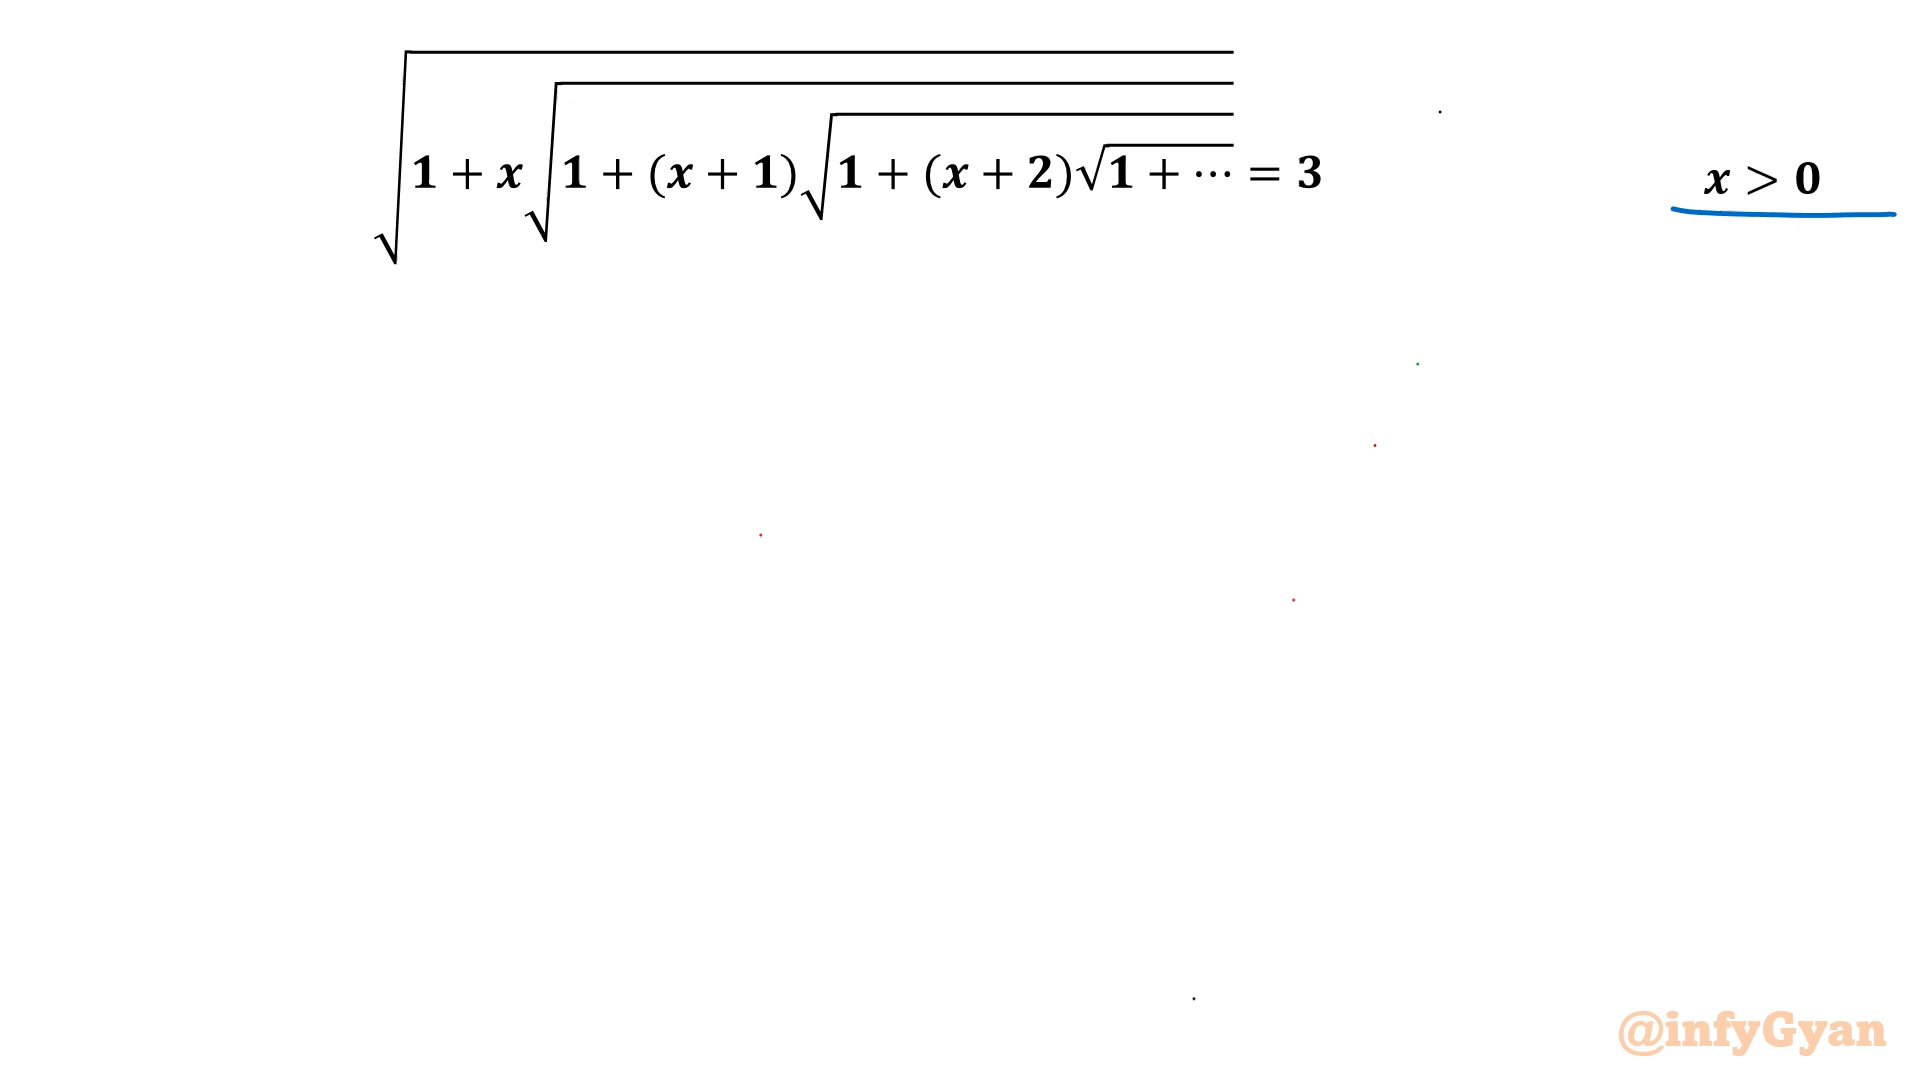 √(1 + x√(1 + (x + 1)√(1 + (x + 2)√(1 + ⋯)))) = 3
x > 0
@infyGyan